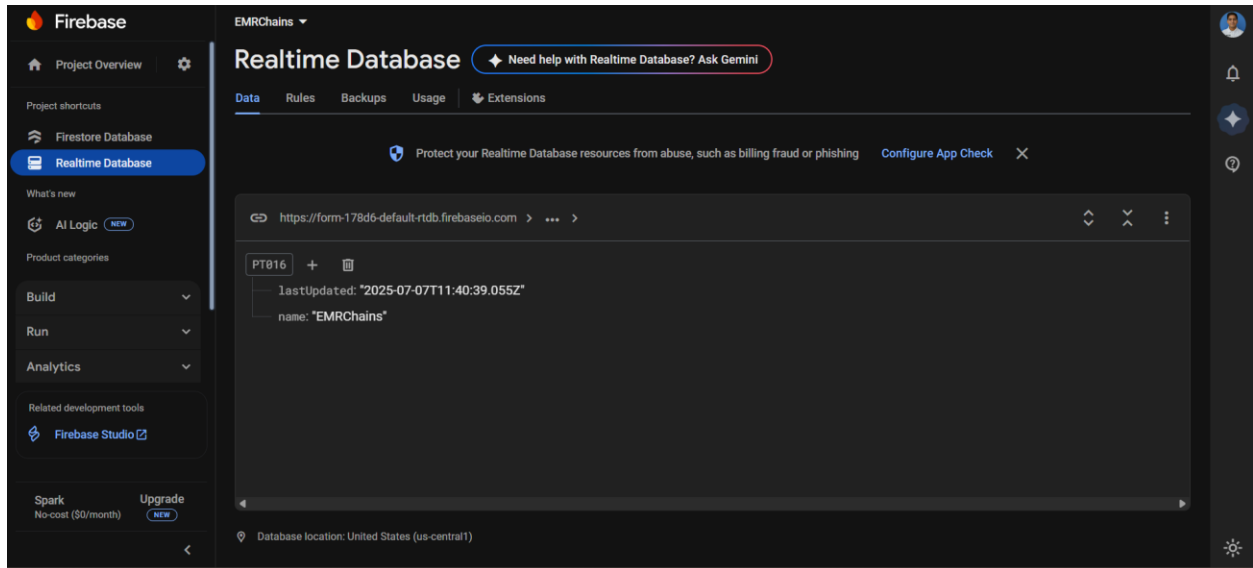 Firebase
EMRChains
Realtime Database
Need help with Realtime Database? Ask Gemini
Project Overview
Data Rules Backups Usage Extensions
Project shortcuts
Firestore Database
Realtime Database
Protect your Realtime Database resources from abuse, such as billing fraud or phishing Configure App Check
What's new
AI Logic NEW
https://form-178d6-default-rtdb.firebaseio.com > ... >
Product categories
PT016
lastUpdated: "2025-07-07T11:40:39.055Z"
name: "EMRChains"
Build
Run
Analytics
Related development tools
Firebase Studio
Spark
No-cost ($0/month)
Upgrade
NEW
Database location: United States (us-central1)